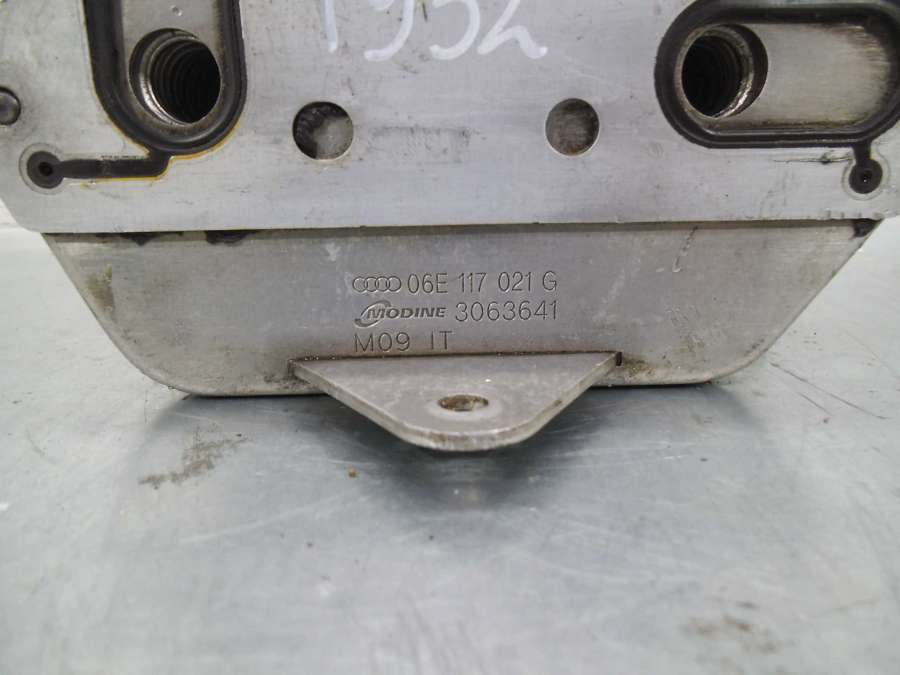 06E 117 021 G
MODINE 3063641
M09 IT